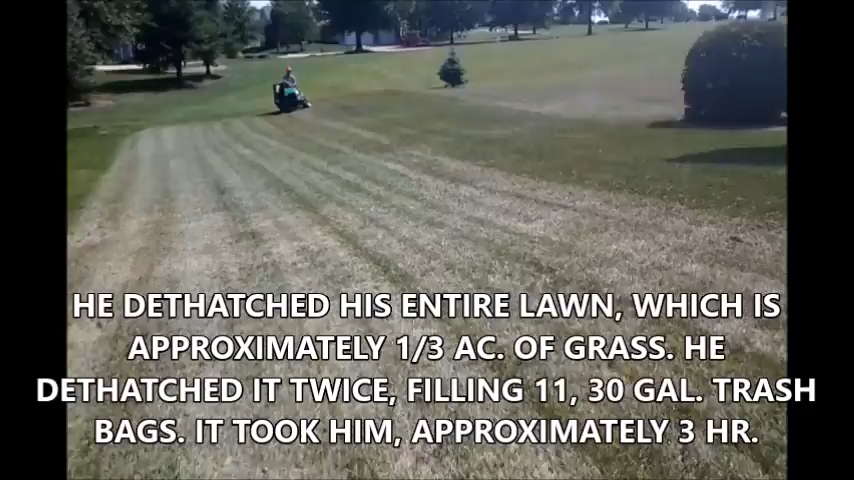 HE DETHATCHED HIS ENTIRE LAWN, WHICH IS
APPROXIMATELY 1/3 AC. OF GRASS. HE
DETHATCHED IT TWICE, FILLING 11, 30 GAL. TRASH
BAGS. IT TOOK HIM, APPROXIMATELY 3 HR.